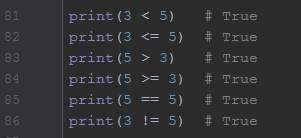 81 print(3 < 5)    # True
82 print(3 <= 5)   # True
83 print(5 > 3)    # True
84 print(5 >= 3)   # True
85 print(5 == 5)   # True
86 print(3 != 5)   # True